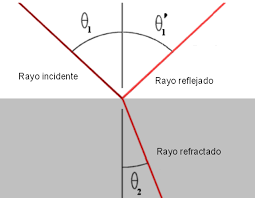 θ₁ θ₁'
Rayo incidente Rayo reflejado
Rayo refractado
θ₂